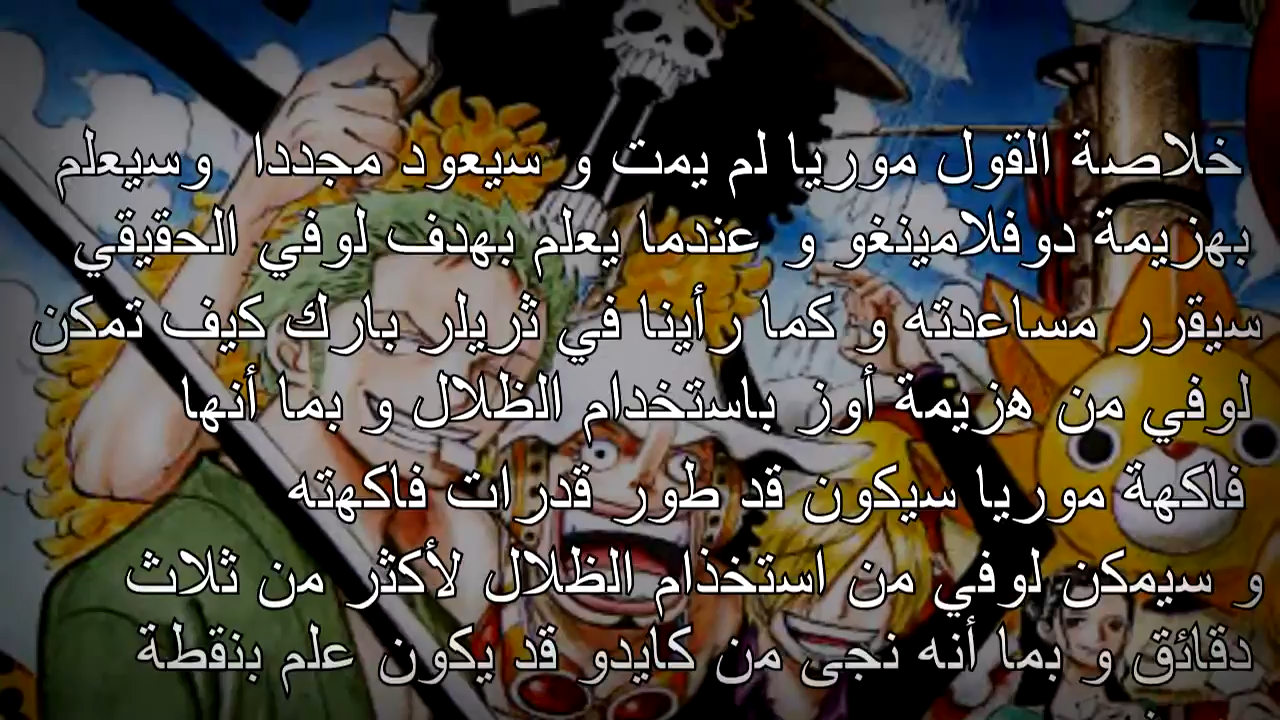 خلاصة القول موريا لم يمت و سيعود مجددا وسيعلم
بهزيمة دوفلامينغو و عندما يعلم بهدف لوفي الحقيقي
سيقرر مساعدته و كما رأينا في ثريلر بارك كيف تمكن
لوفي من هزيمة أوز باستخدام الظلال و بما أنها
فاكهة موريا سيكون قد طور قدرات فاكهته
و سيمكن لوفي من استخذام الظلال لأكثر من ثلاث
دقائق و بما أنه نجى من كايدو قد يكون علم بنقطة